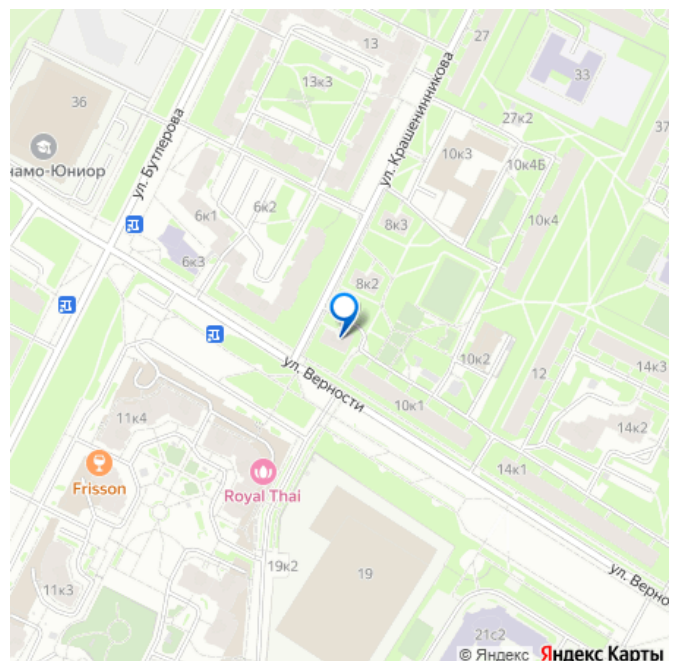 13
27
33
13к3
36
ул. Крашенинникова
27к2
37
намо-Юниор
ул. Бутлерова
10к3
10к4Б
6к2
6к1
8к3
10к4
6к3
8к2
ул. Верности
10к2
12
14к3
10к1
14к2
11к4
14к1
Frisson
Royal Thai
19к2
19
ул. Верно
11к3
21с2
© Яндекс Яндекс Карты